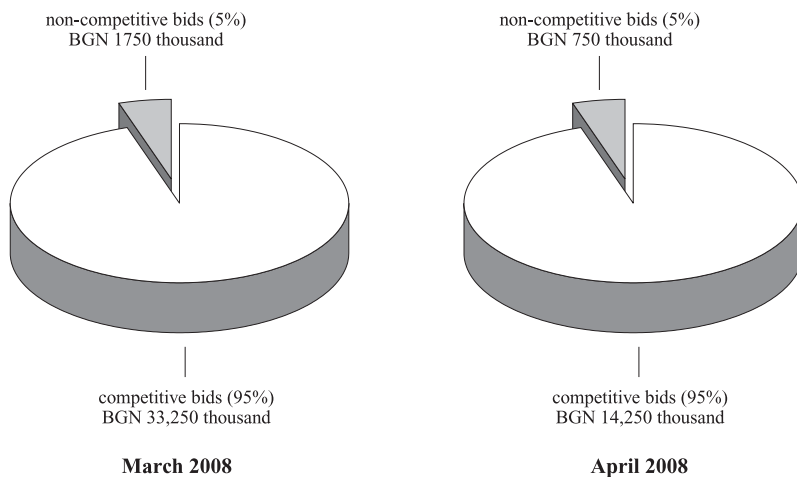 non-competitive bids (5%)
BGN 1750 thousand
competitive bids (95%)
BGN 33,250 thousand
March 2008
non-competitive bids (5%)
BGN 750 thousand
competitive bids (95%)
BGN 14,250 thousand
April 2008